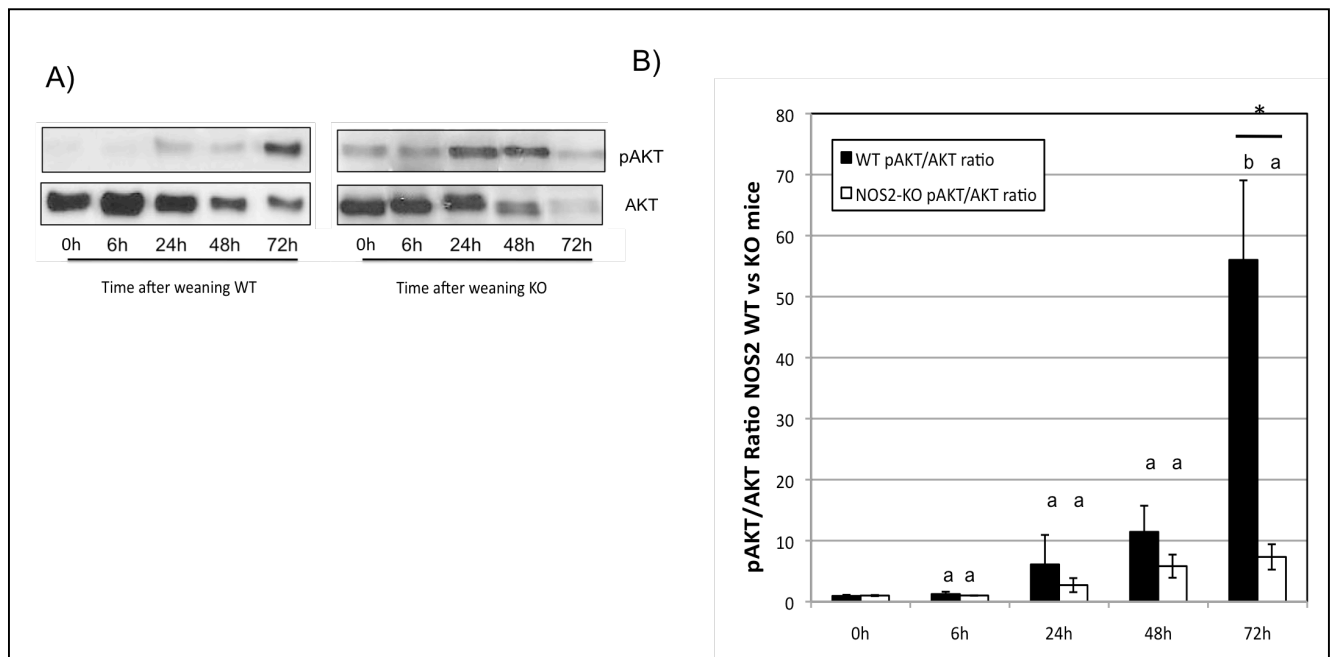 A)
pAKT
AKT
0h 6h 24h 48h 72h
0h 6h 24h 48h 72h
Time after weaning WT
Time after weaning KO
B)
pAKT/AKT Ratio NOS2 WT vs KO mice
80
70
60
50
40
30
20
10
0
WT pAKT/AKT ratio
NOS2-KO pAKT/AKT ratio
*
b a
a a
a a
a a
0h 6h 24h 48h 72h